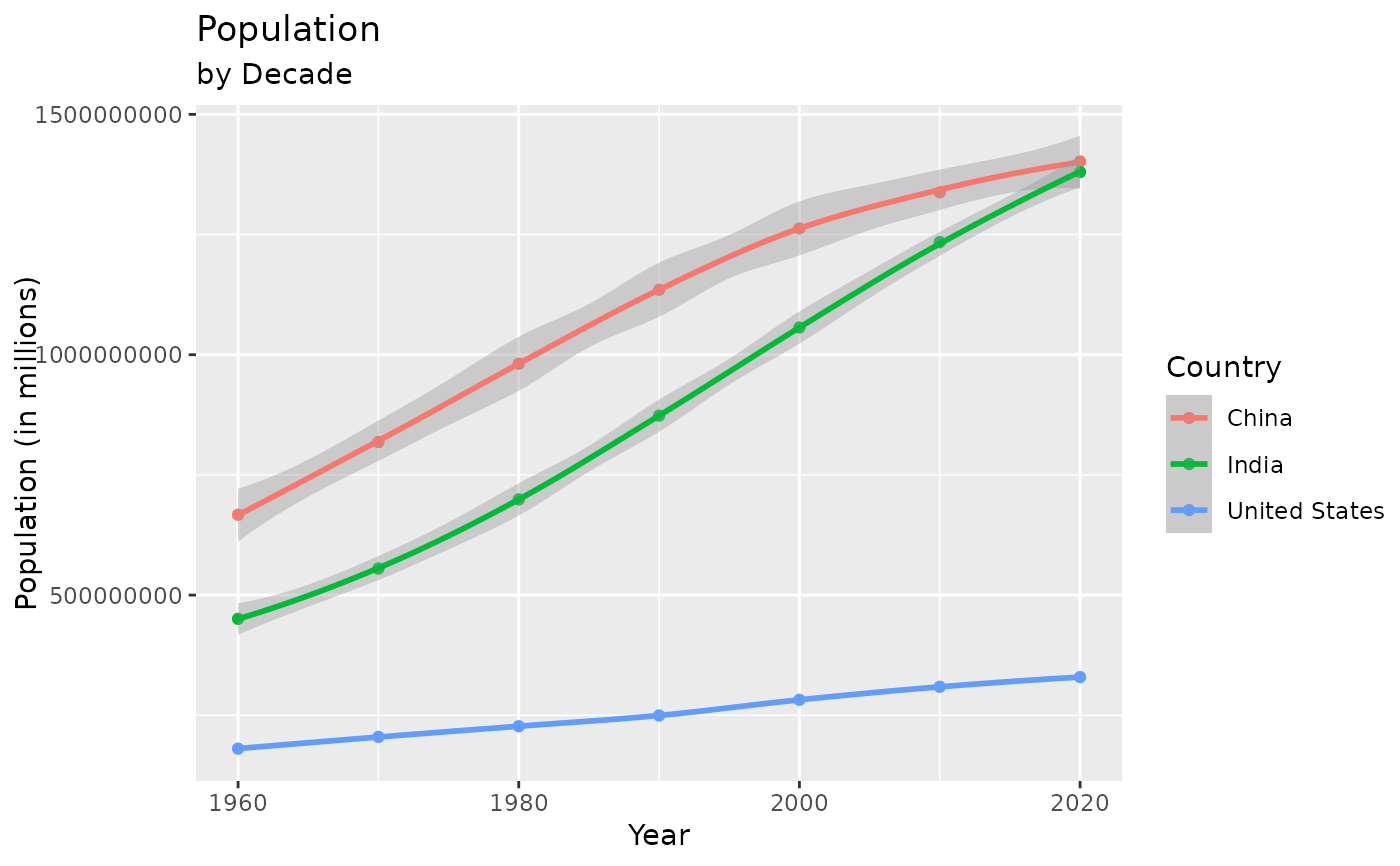 Population
by Decade
Population (in millions)
1500000000
1000000000
500000000
1960
1980
2000
2020
Year
Country
China
India
United States